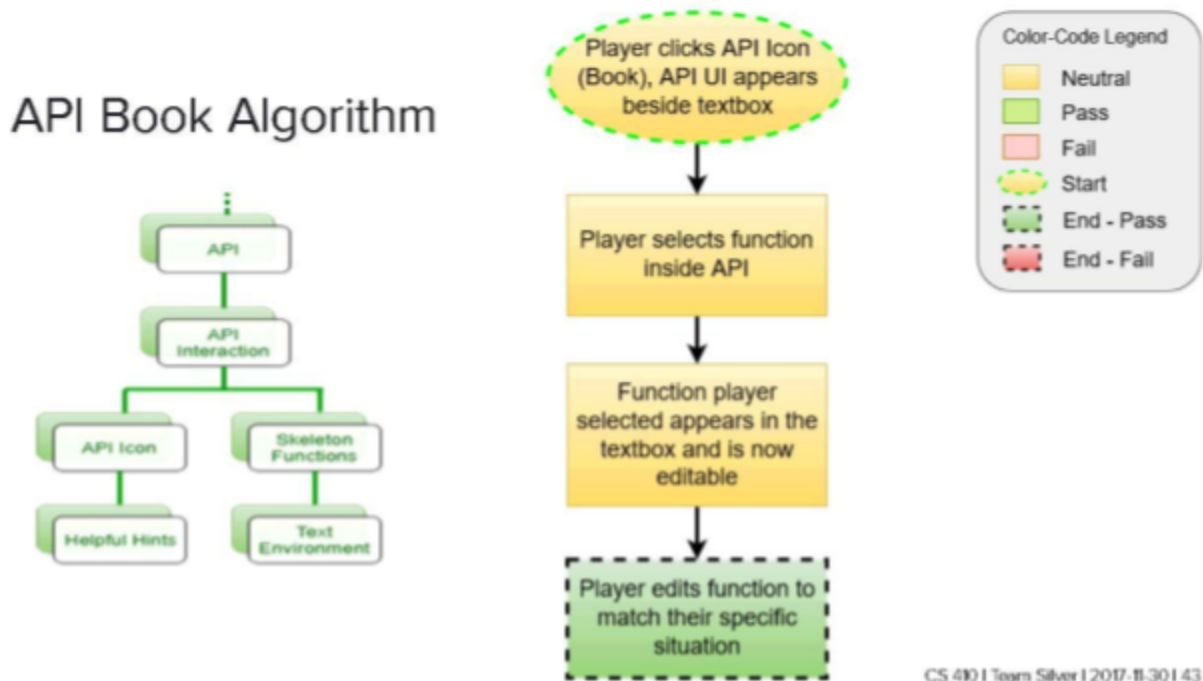 API Book Algorithm
API
API
Interaction
API Icon
Skeleton
Functions
Helpful Hints
Text
Environment
Player clicks API Icon
(Book), API UI appears
beside textbox
Player selects function
inside API
Function player
selected appears in the
textbox and is now
editable
Player edits function to
match their specific
situation
Color-Code Legend
Neutral
Pass
Fail
Start
End - Pass
End - Fail
CS 410 | Team Silver | 2017-11-30 | 43